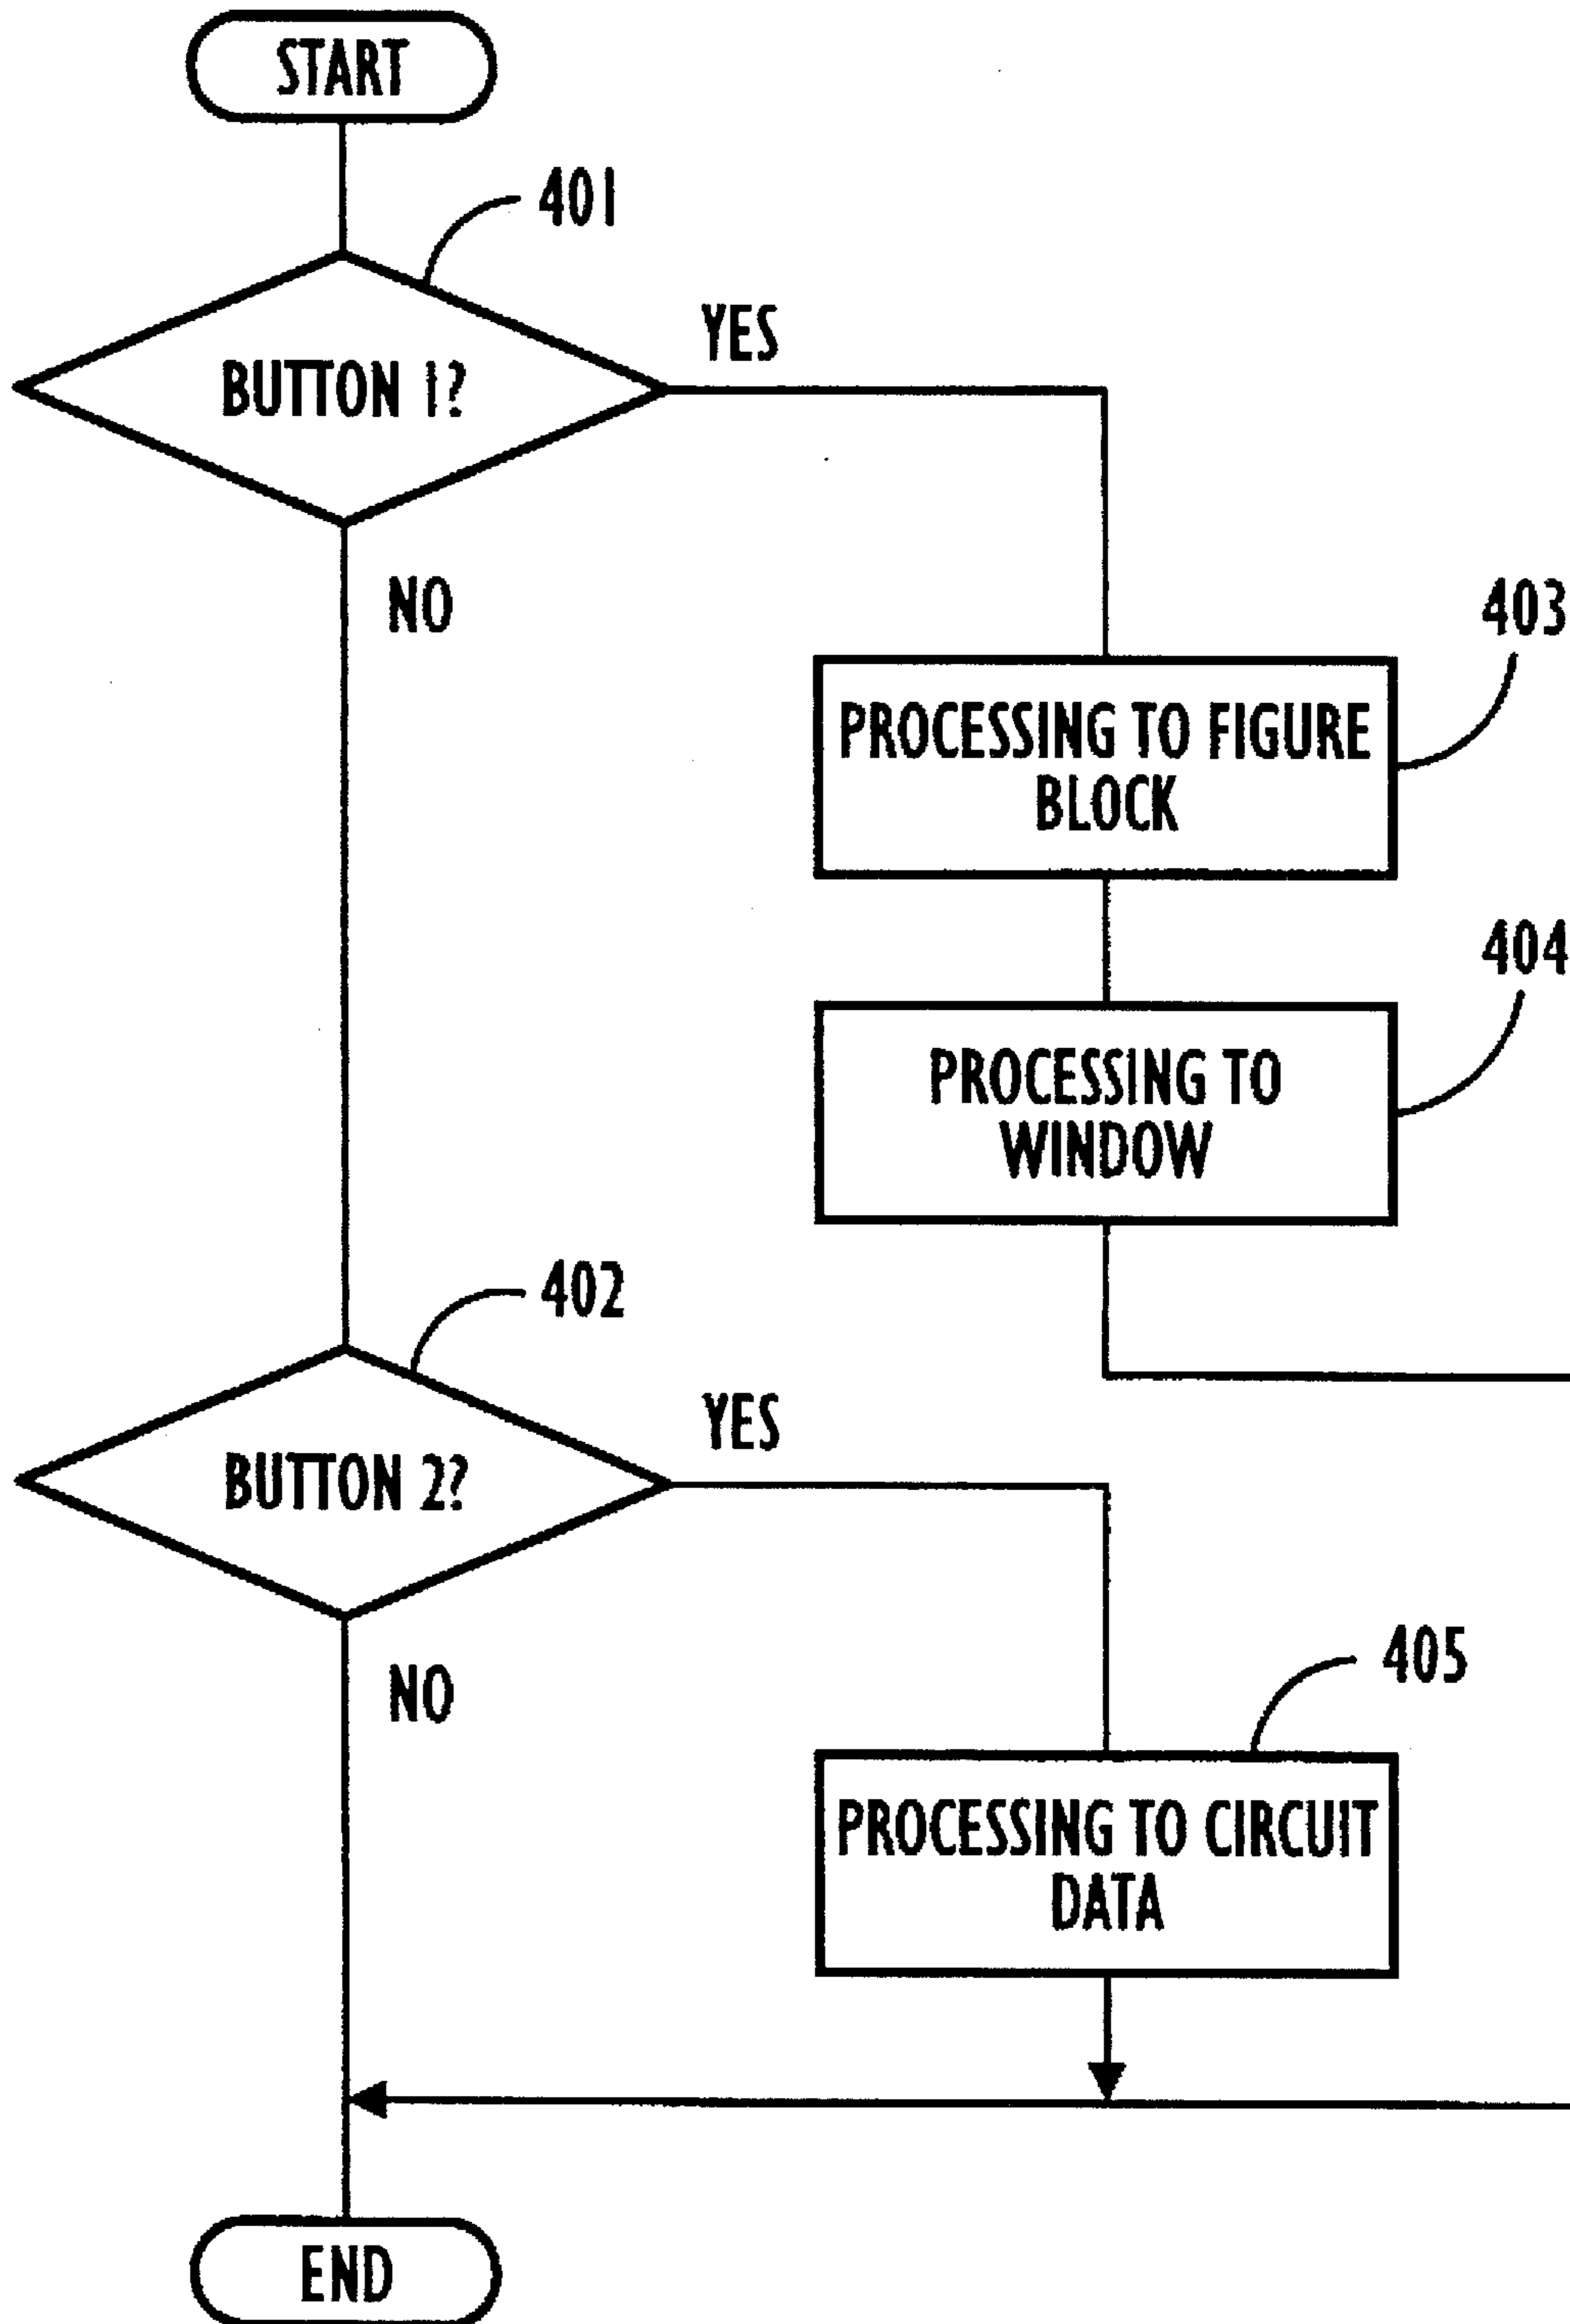 START
401
BUTTON 1?
YES
NO
403
PROCESSING TO FIGURE
BLOCK
404
PROCESSING TO
WINDOW
402
BUTTON 2?
YES
NO
405
PROCESSING TO CIRCUIT
DATA
END